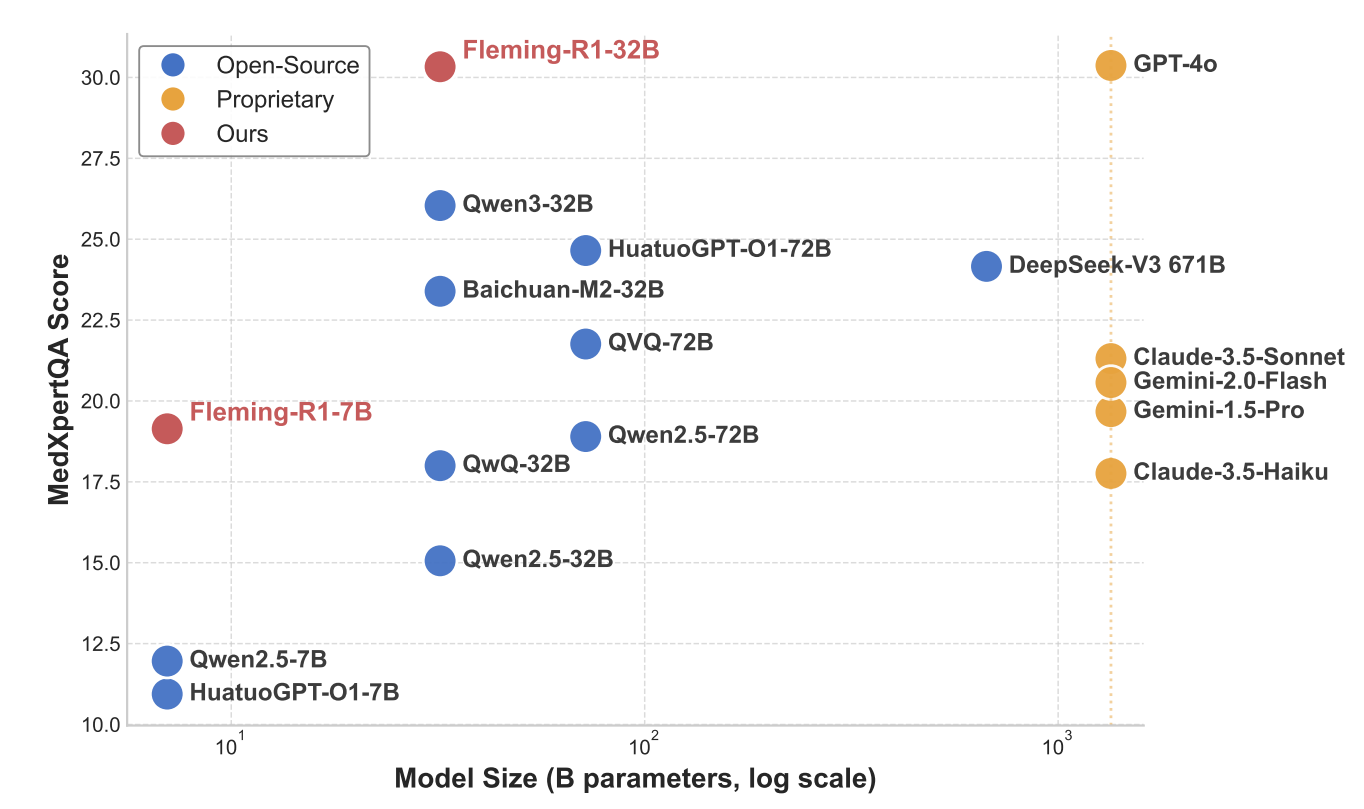 Open-Source
Proprietary
Ours
Fleming-R1-32B
GPT-4o
Qwen3-32B
HuatuoGPT-O1-72B
DeepSeek-V3 671B
Baichuan-M2-32B
QVQ-72B
Claude-3.5-Sonnet
Gemini-2.0-Flash
Gemini-1.5-Pro
Fleming-R1-7B
Qwen2.5-72B
QwQ-32B
Claude-3.5-Haiku
Qwen2.5-32B
Qwen2.5-7B
HuatuoGPT-O1-7B
MedXpertQA Score
30.0
27.5
25.0
22.5
20.0
17.5
15.0
12.5
10.0
10¹ 10² 10³
Model Size (B parameters, log scale)